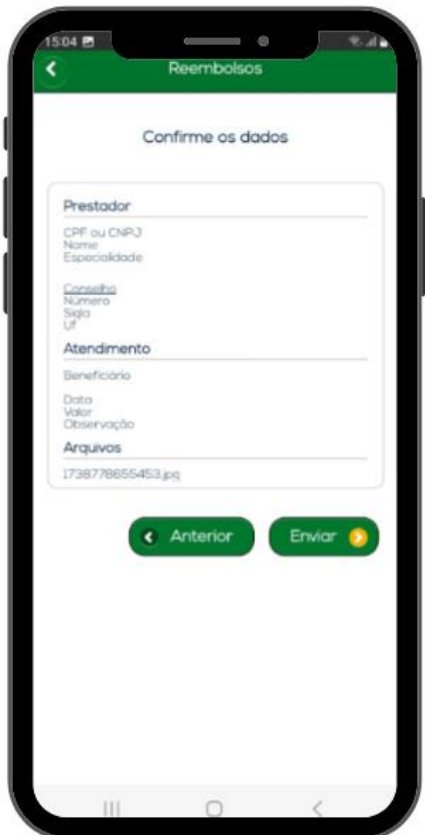 15:04
Reembolsos
Confirme os dados
Prestador
CPF ou CNPJ
Nome
Especialidade
Conselho
Número
Sigla
Uf
Atendimento
Beneficiário
Data
Valor
Observação
Arquivos
1738778655453.jpg
Anterior
Enviar